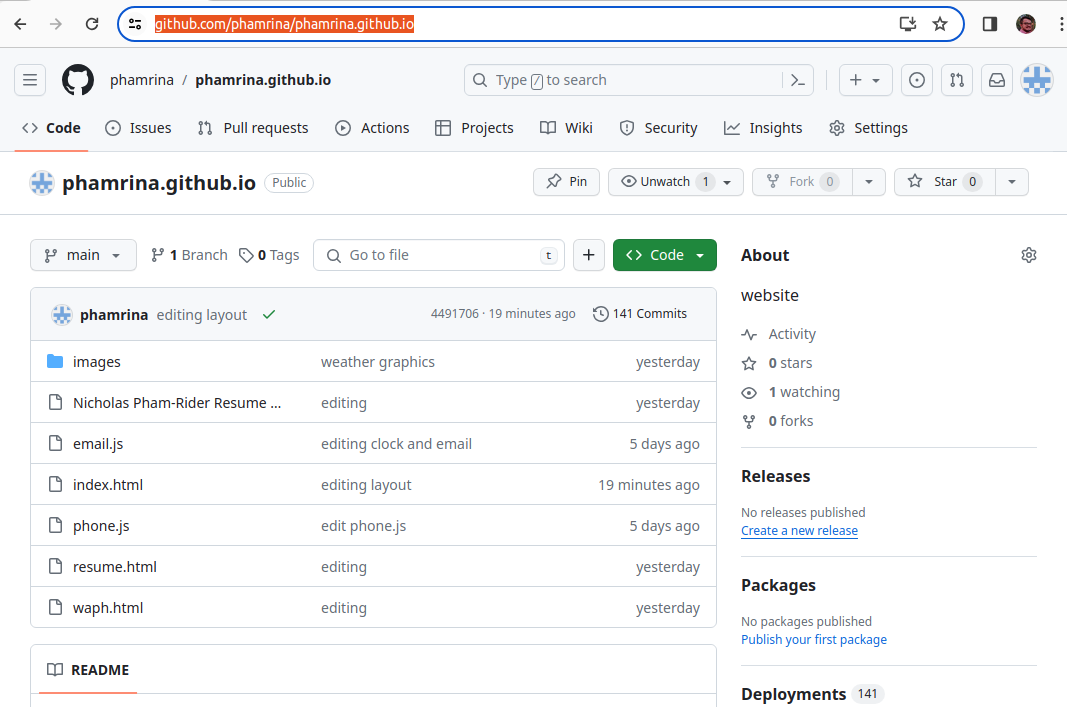 github.com/phamrina/phamrina.github.io
phamrina / phamrina.github.io
Type / to search
Code Issues Pull requests Actions Projects Wiki Security Insights Settings
phamrina.github.io Public
Pin Unwatch 1 Fork 0 Star 0
main 1 Branch 0 Tags Go to file t + Code
phamrina editing layout 4491706 · 19 minutes ago 141 Commits
images weather graphics yesterday
Nicholas Pham-Rider Resume ... editing yesterday
email.js editing clock and email 5 days ago
index.html editing layout 19 minutes ago
phone.js edit phone.js 5 days ago
resume.html editing yesterday
waph.html editing yesterday
README
About
website
Activity
0 stars
1 watching
0 forks
Releases
No releases published
Create a new release
Packages
No packages published
Publish your first package
Deployments 141